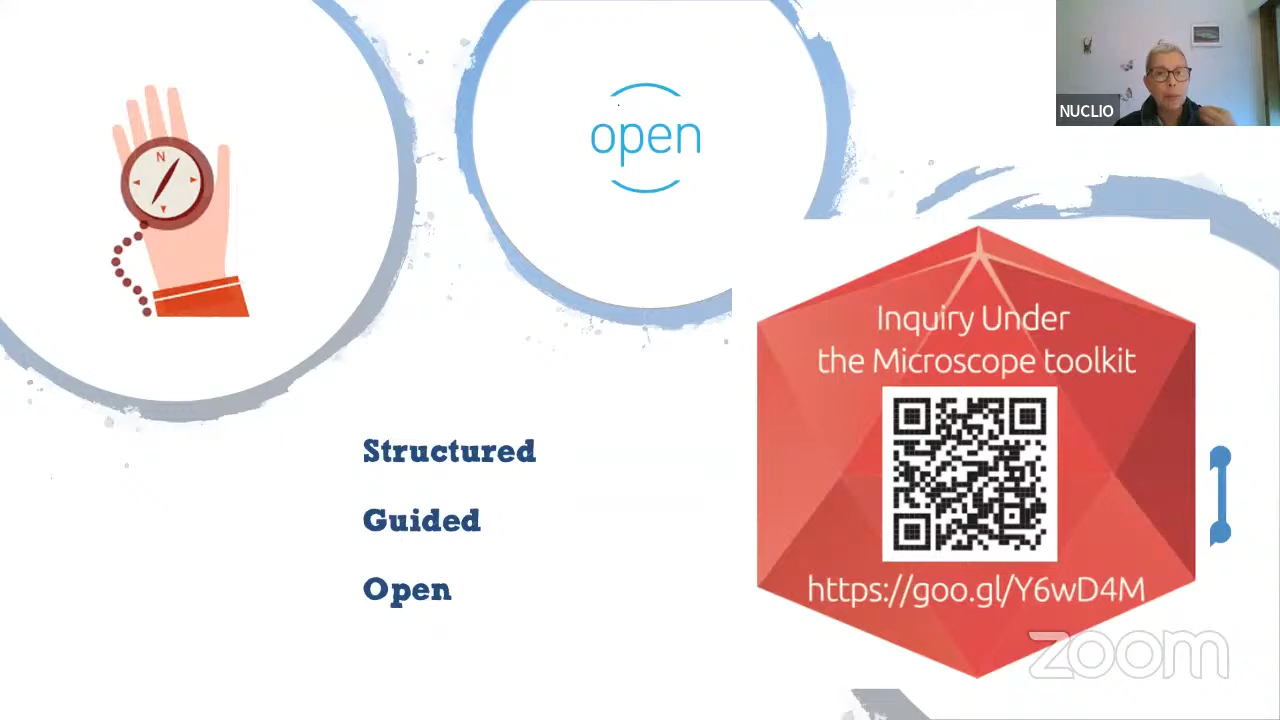 N
open
NUCLIO
Structured
Guided
Open
Inquiry Under
the Microscope toolkit
https://goo.gl/Y6wD4M
zoom